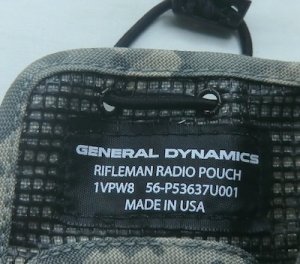 GENERAL DYNAMICS
RIFLEMAN RADIO POUCH
1VPW8 56-P53637U001
MADE IN USA